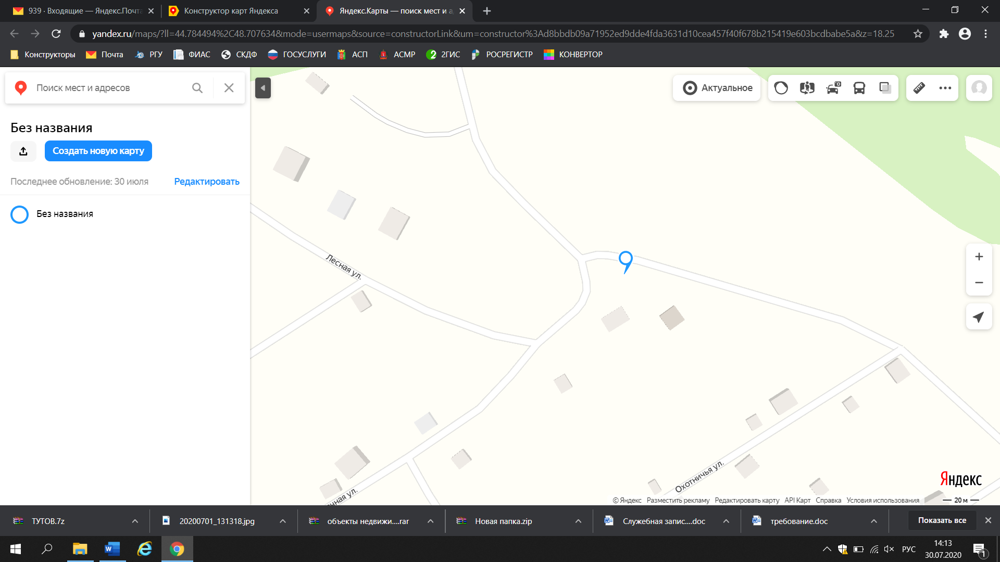 939 · Входящие — Яндекс.Почта
Конструктор карт Яндекса
Яндекс.Карты — поиск мест и а
yandex.ru/maps/?ll=44.784494%2C48.707634&mode=usermaps&source=constructorLink&um=constructor%3Ad8bbdb09a71952ed9dde4fda3631d10cea457f40f678b215419e603bcdbabe5a&z=18.25
Конструкторы
Почта
РГУ
ФИАС
СКДФ
ГОСУСЛУГИ
АСП
АСМР
2ГИС
РОСРЕГИСТР
КОНВЕРТОР
Поиск мест и адресов
Актуальное
Без названия
Создать новую карту
Последнее обновление: 30 июля
Редактировать
Без названия
Лесная ул.
Охотничья ул.
чная ул.
Яндекс
© Яндекс
Разместить рекламу
Редактировать карту
API Карт
Справка
Условия использования
20 м
ТУТОВ.7z
20200701_131318.jpg
объекты недвижи....rar
Новая папка.zip
Служебная запис....doc
требование.doc
Показать все
РУС
14:13
30.07.2020
1